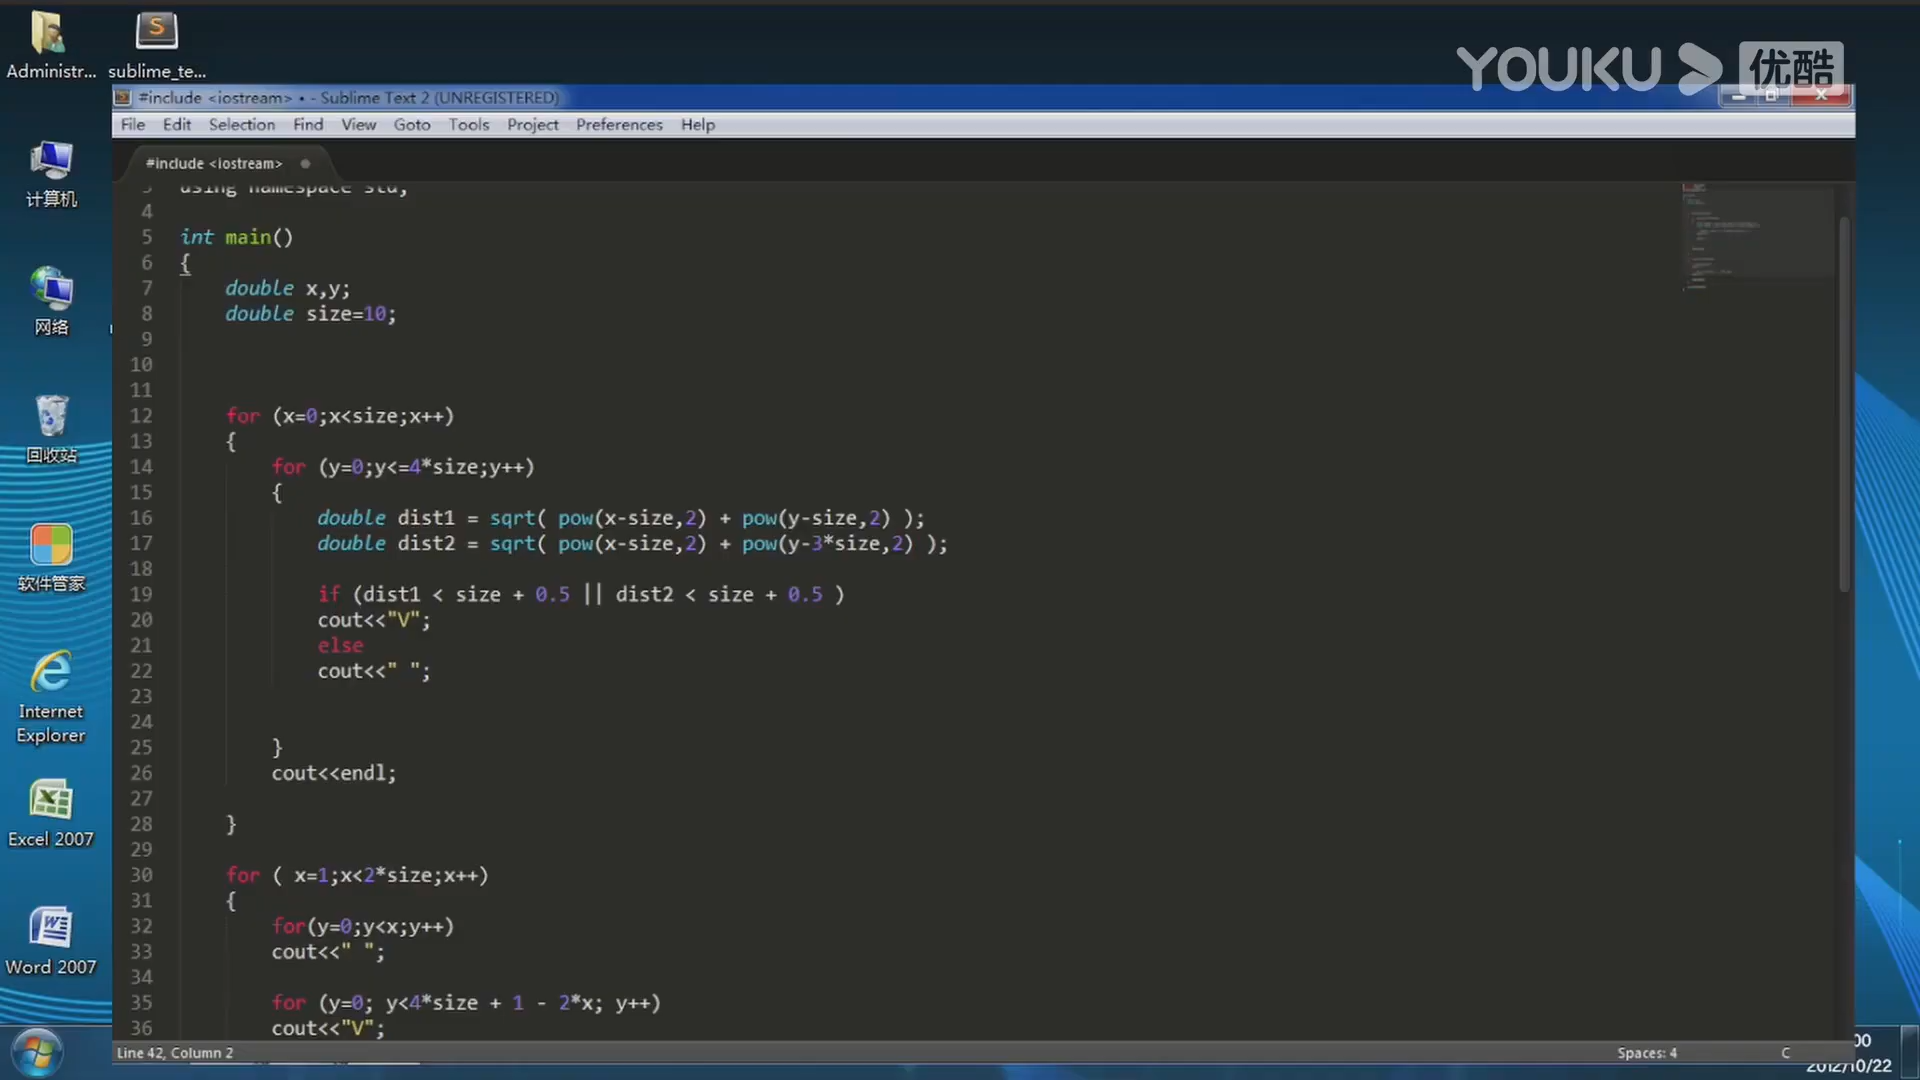 Administr...
sublime_te...
YOUKU 优酷
#include <iostream> • - Sublime Text 2 (UNREGISTERED)
File Edit Selection Find View Goto Tools Project Preferences Help
#include <iostream>
计算机
网络
回收站
软件管家
Internet
Explorer
Excel 2007
Word 2007
3 using namespace std;
4
5 int main()
6 {
7 double x,y;
8 double size=10;
9
10
11
12 for (x=0;x<size;x++)
13 {
14 for (y=0;y<=4*size;y++)
15 {
16 double dist1 = sqrt( pow(x-size,2) + pow(y-size,2) );
17 double dist2 = sqrt( pow(x-size,2) + pow(y-3*size,2) );
18
19 if (dist1 < size + 0.5 || dist2 < size + 0.5 )
20 cout<<"V";
21 else
22 cout<<" ";
23
24
25 }
26 cout<<endl;
27
28 }
29
30 for ( x=1;x<2*size;x++)
31 {
32 for(y=0;y<x;y++)
33 cout<<" ";
34
35 for (y=0; y<4*size + 1 - 2*x; y++)
36 cout<<"V";
Line 42, Column 2
Spaces: 4
C
00
2012/10/22